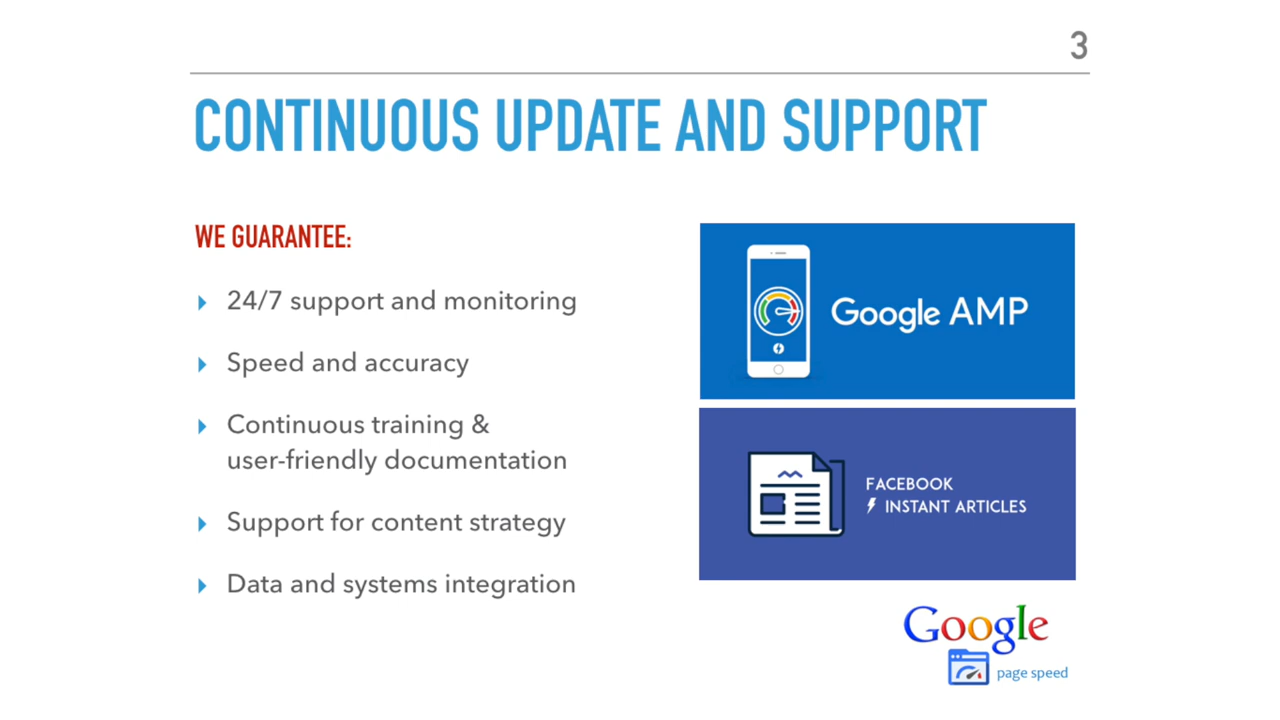 3
CONTINUOUS UPDATE AND SUPPORT
WE GUARANTEE:
24/7 support and monitoring
Speed and accuracy
Continuous training &
user-friendly documentation
Support for content strategy
Data and systems integration
Google AMP
FACEBOOK
INSTANT ARTICLES
Google
page speed